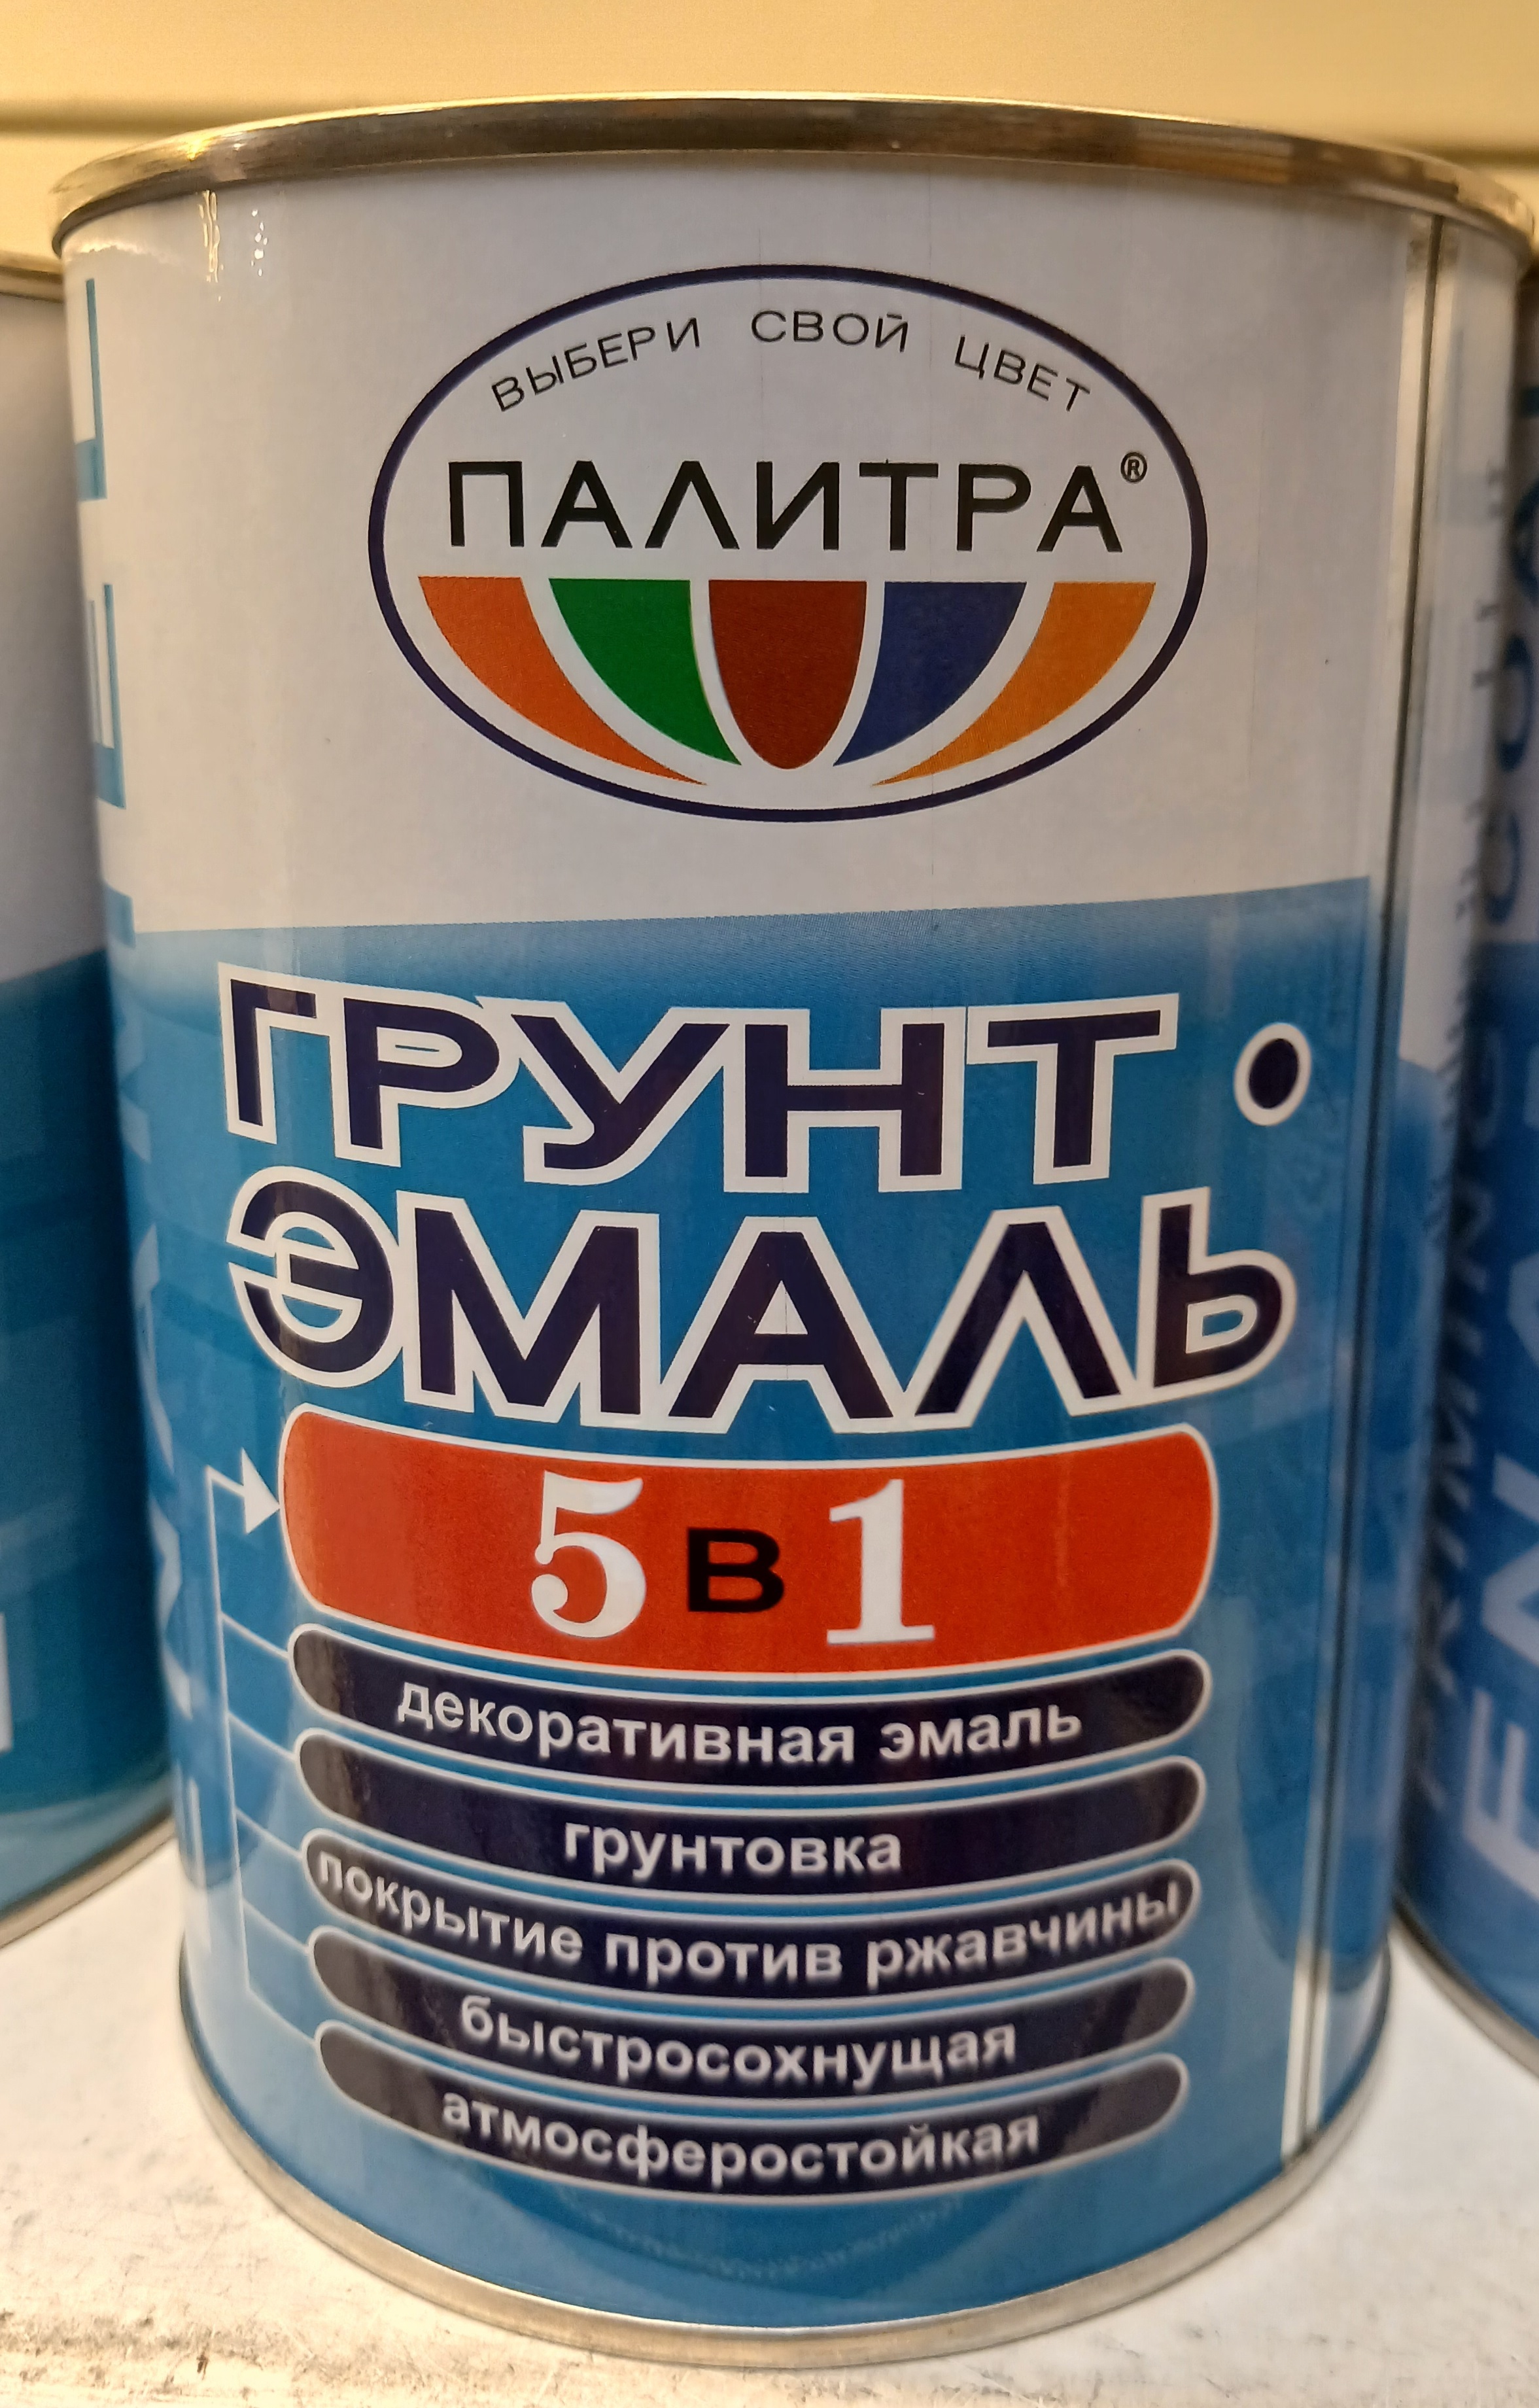 ВЫБЕРИ СВОЙ ЦВЕТ
ПАЛИТРА®
ГРУНТ •
ЭМАЛЬ
5 в 1
декоративная эмаль
грунтовка
покрытие против ржавчины
быстросохнущая
атмосферостойкая